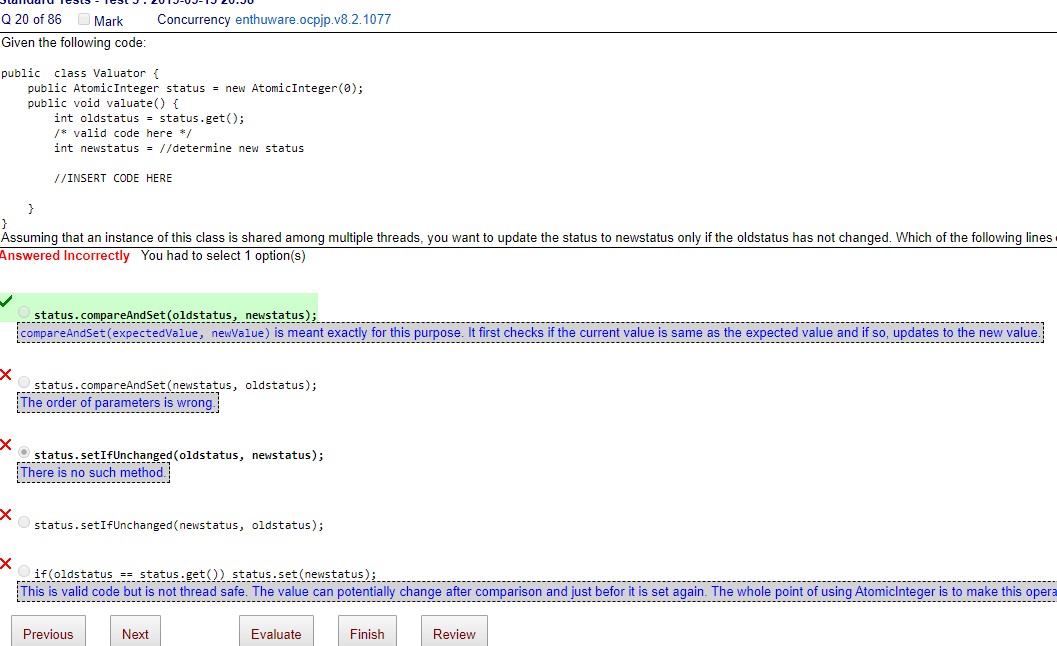 Standard Tests - Test 5 : 2015-05-15 20:58
Q 20 of 86 Mark Concurrency enthuware.ocpjp.v8.2.1077
Given the following code:
public class Valuator {
public AtomicInteger status = new AtomicInteger(0);
public void valuate() {
int oldstatus = status.get();
/* valid code here */
int newstatus = //determine new status
//INSERT CODE HERE
}
}
Assuming that an instance of this class is shared among multiple threads, you want to update the status to newstatus only if the oldstatus has not changed. Which of the following lines
Answered Incorrectly You had to select 1 option(s)
status.compareAndSet(oldstatus, newstatus);
compareAndSet(expectedValue, newValue) is meant exactly for this purpose. It first checks if the current value is same as the expected value and if so, updates to the new value.
status.compareAndSet(newstatus, oldstatus);
The order of parameters is wrong.
status.setIfUnchanged(oldstatus, newstatus);
There is no such method.
status.setIfUnchanged(newstatus, oldstatus);
if(oldstatus == status.get()) status.set(newstatus);
This is valid code but is not thread safe. The value can potentially change after comparison and just befor it is set again. The whole point of using AtomicInteger is to make this opera
Previous Next Evaluate Finish Review